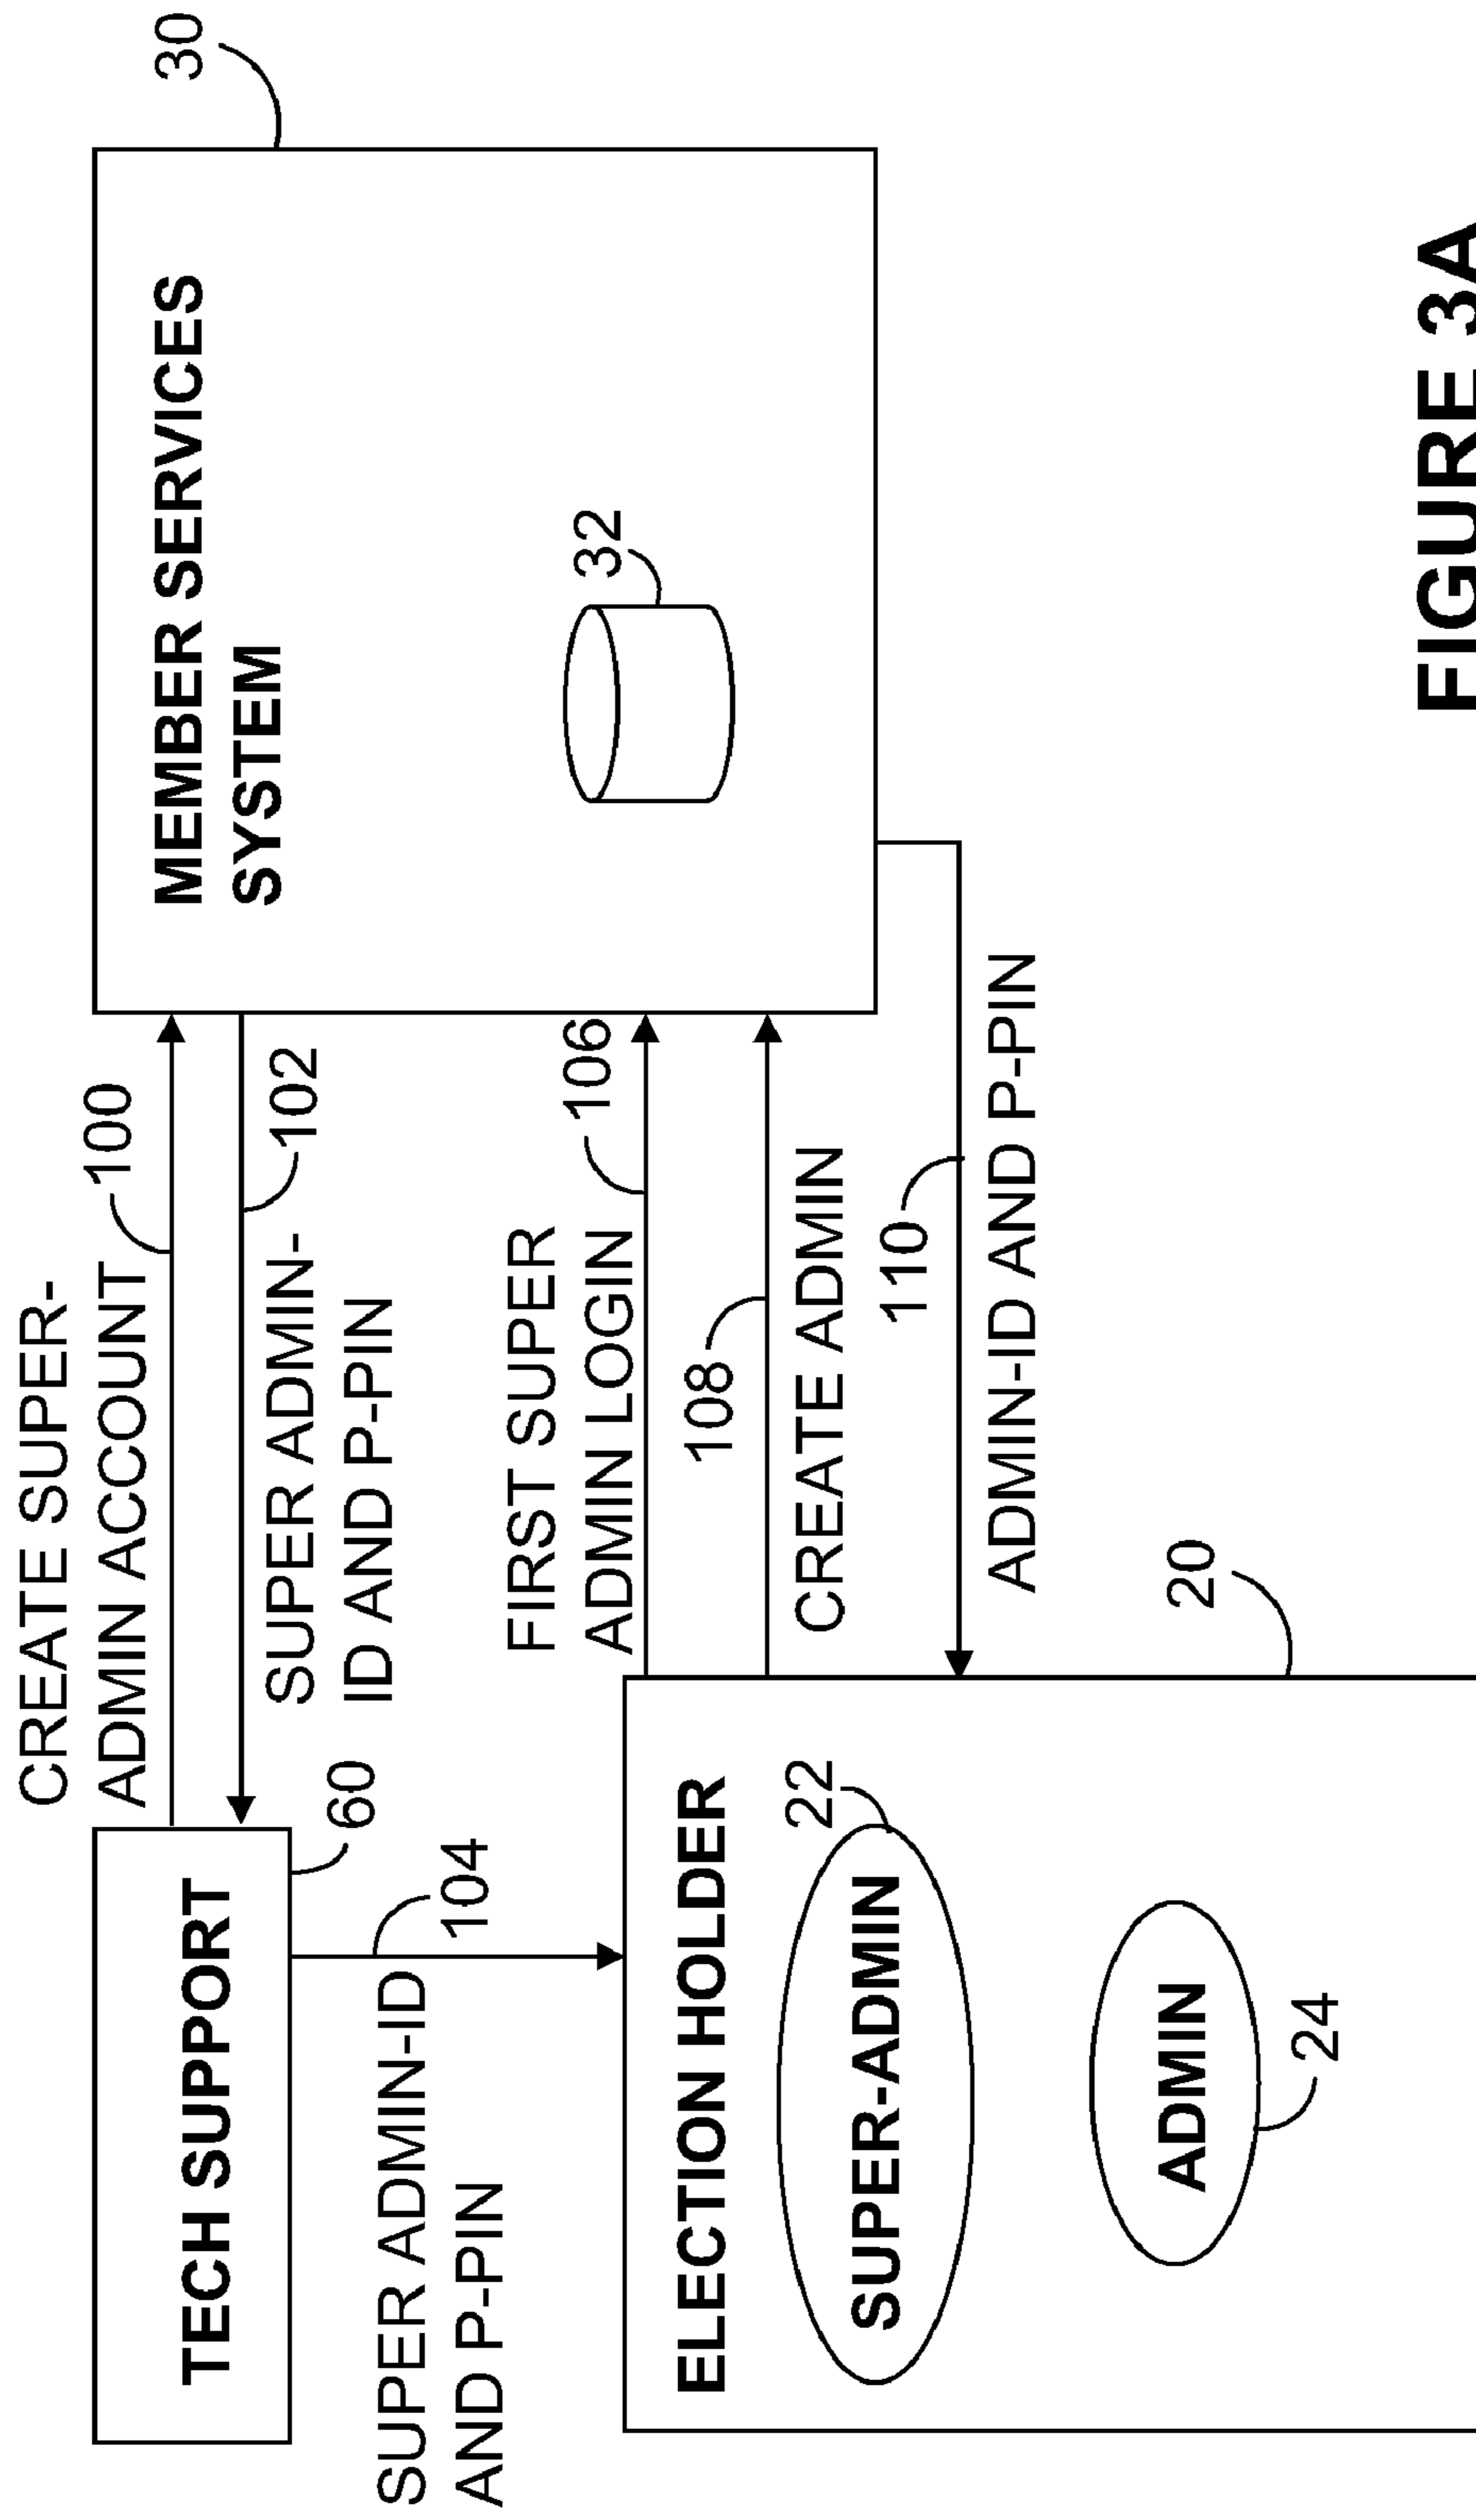 CREATE SUPER-
ADMIN ACCOUNT
100
30
TECH SUPPORT
60
102
SUPER ADMIN-
ID AND P-PIN
MEMBER SERVICES
SYSTEM
32
104
SUPER ADMIN-ID
AND P-PIN
FIRST SUPER
ADMIN LOGIN
106
108
CREATE ADMIN
110
ADMIN-ID AND P-PIN
ELECTION HOLDER
20
22
SUPER-ADMIN
ADMIN
24
FIGURE 3A